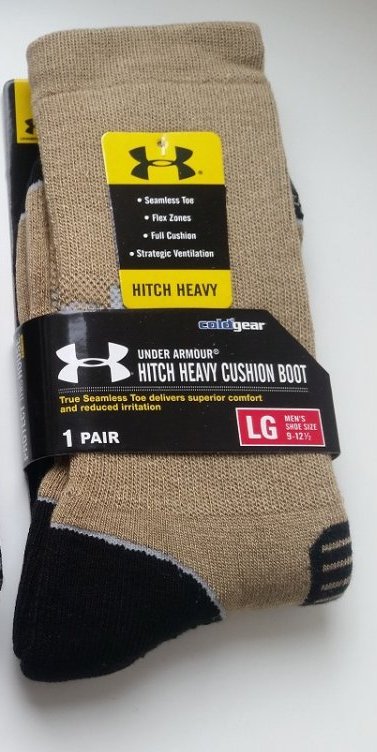 • Seamless Toe
• Flex Zones
• Full Cushion
• Strategic Ventilation
HITCH HEAVY
coldgear
UNDER ARMOUR®
HITCH HEAVY CUSHION BOOT
True Seamless Toe delivers superior comfort
and reduced irritation
1 PAIR
LG
MEN'S
SHOE SIZE
9-12½